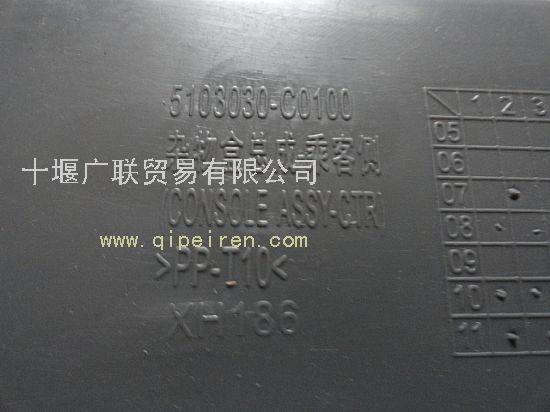 5103030-C0100
杂物盒总成-乘客侧
十堰广联贸易有限公司
(CONSOLE ASSY-CTR)
www.qipeiren.com
>PP-T10<
XH186
1 2 3
05
06
07
08
09
10
11